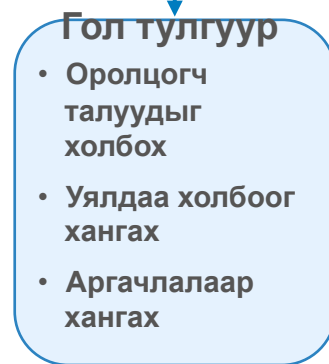 Гол тулгуур
• Оролцогч
талуудыг
холбох
• Уялдаа холбоог
хангах
• Аргачлалаар
хангах